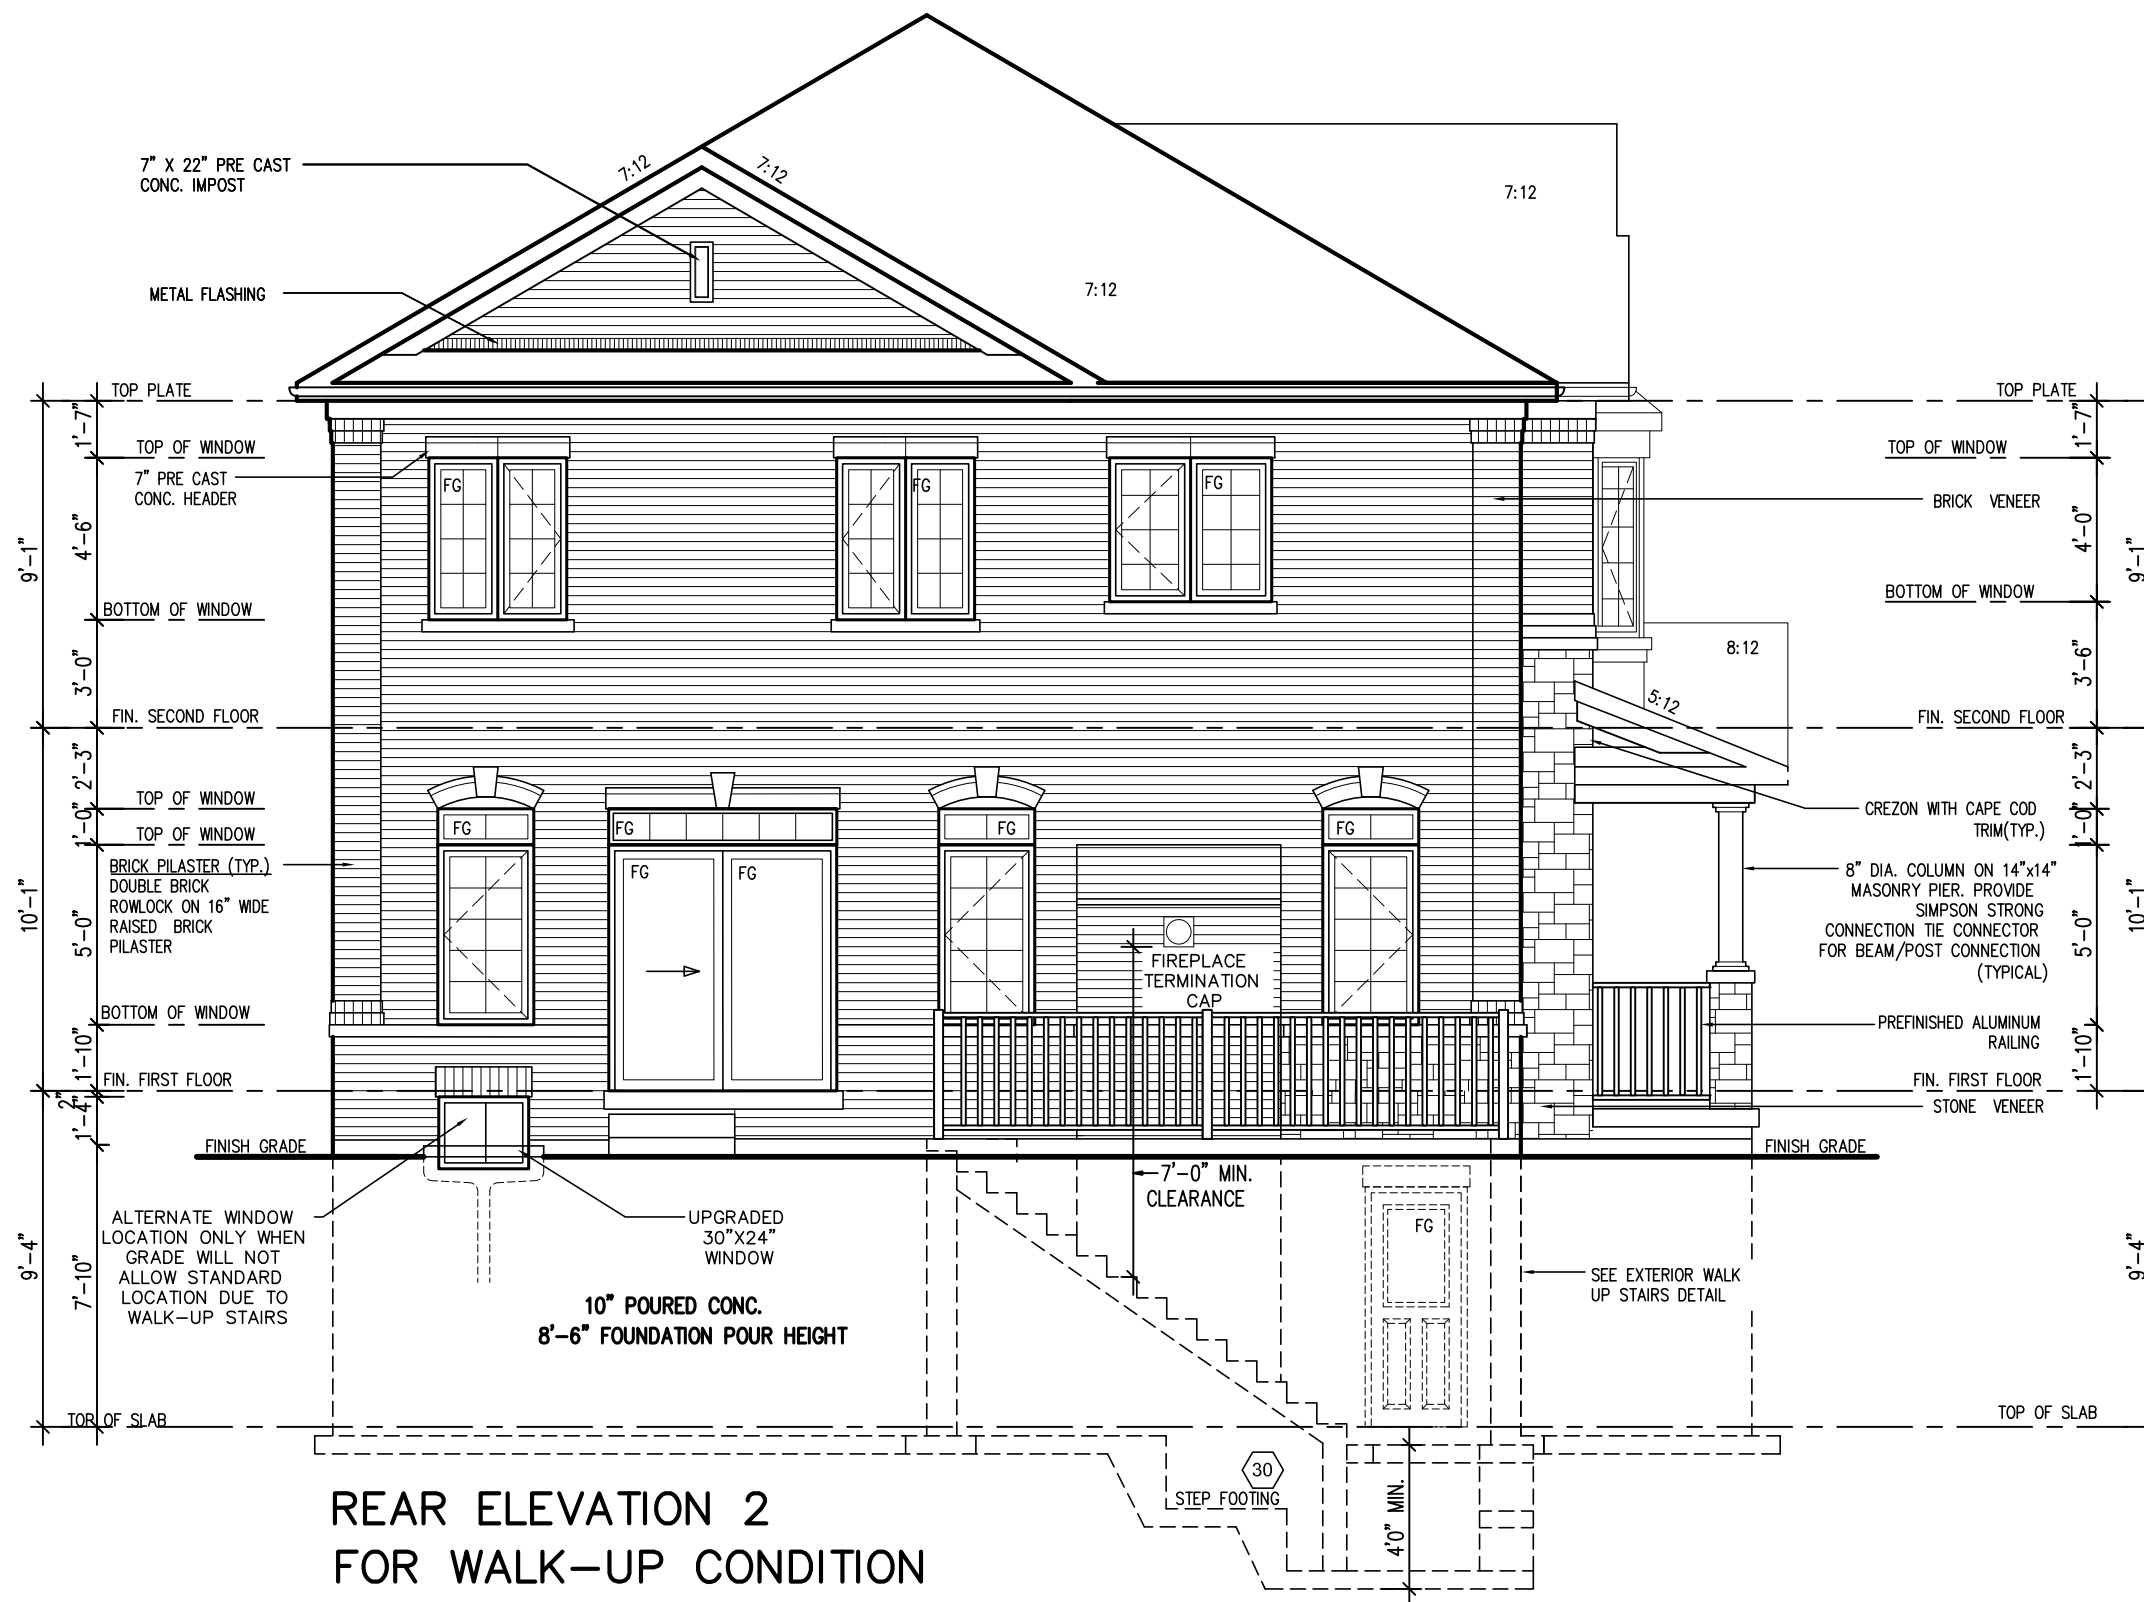 7:12
7:12
7" X 22" PRE CAST
CONC. IMPOST
7:12
7:12
METAL FLASHING
TOP PLATE
TOP PLATE
1'-7"
1'-7"
TOP OF WINDOW
TOP OF WINDOW
7" PRE CAST
CONC. HEADER
FG
FG
FG
BRICK VENEER
4'-6"
4'-0"
9'-1"
9'-1"
BOTTOM OF WINDOW
BOTTOM OF WINDOW
3'-0"
3'-6"
8:12
5:12
FIN. SECOND FLOOR
FIN. SECOND FLOOR
2'-3"
2'-3"
TOP OF WINDOW
CREZON WITH CAPE COD
TRIM(TYP.)
1'-0"
1'-0"
FG
FG
FG
FG
TOP OF WINDOW
BRICK PILASTER (TYP.)
DOUBLE BRICK
ROWLOCK ON 16" WIDE
RAISED BRICK
PILASTER
FG
FG
8" DIA. COLUMN ON 14"x14"
MASONRY PIER. PROVIDE
SIMPSON STRONG
CONNECTION TIE CONNECTOR
FOR BEAM/POST CONNECTION
(TYPICAL)
10'-1"
5'-0"
5'-0"
10'-1"
FIREPLACE
TERMINATION
CAP
BOTTOM OF WINDOW
PREFINISHED ALUMINUM
RAILING
1'-10"
1'-10"
FIN. FIRST FLOOR
FIN. FIRST FLOOR
2"
1'-4"
STONE VENEER
FINISH GRADE
FINISH GRADE
7'-0" MIN.
CLEARANCE
ALTERNATE WINDOW
LOCATION ONLY WHEN
GRADE WILL NOT
ALLOW STANDARD
LOCATION DUE TO
WALK-UP STAIRS
UPGRADED
30"X24"
WINDOW
FG
9'-4"
7'-10"
9'-4"
SEE EXTERIOR WALK
UP STAIRS DETAIL
10" POURED CONC.
8'-6" FOUNDATION POUR HEIGHT
TOP OF SLAB
TOP OF SLAB
30
STEP FOOTING
4'0" MIN.
REAR ELEVATION 2
FOR WALK-UP CONDITION